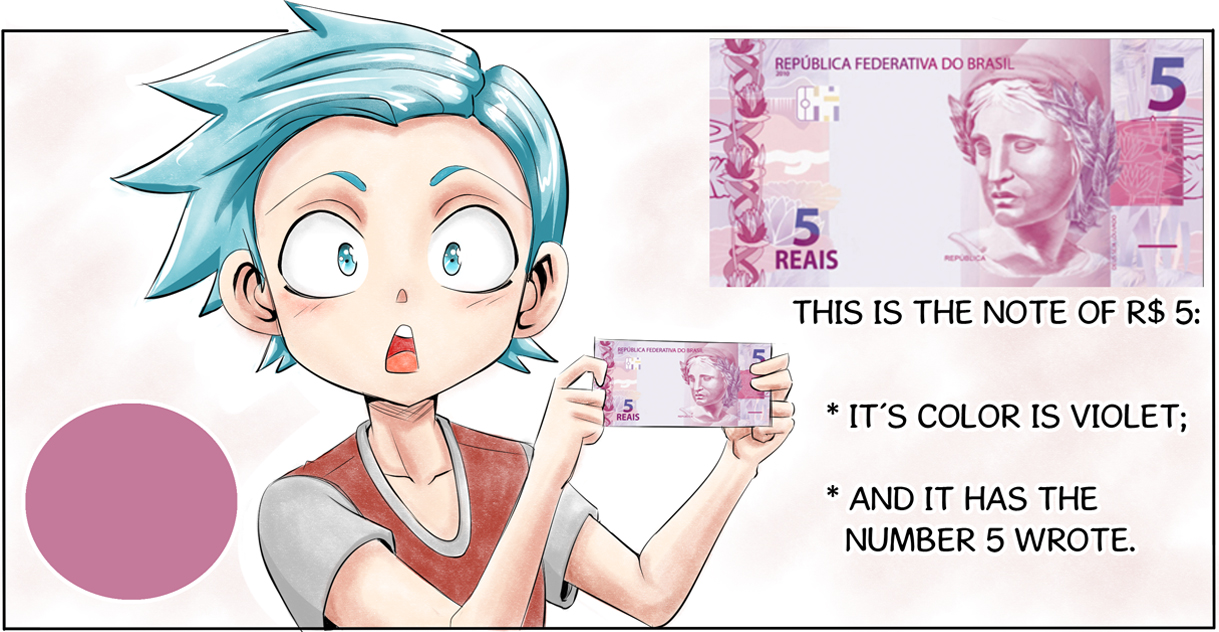 REPÚBLICA FEDERATIVA DO BRASIL
2010
5
5
REAIS
REPÚBLICA
THIS IS THE NOTE OF R$ 5:
* IT´S COLOR IS VIOLET;
* AND IT HAS THE
NUMBER 5 WROTE.
REPÚBLICA FEDERATIVA DO BRASIL
5
5
REAIS